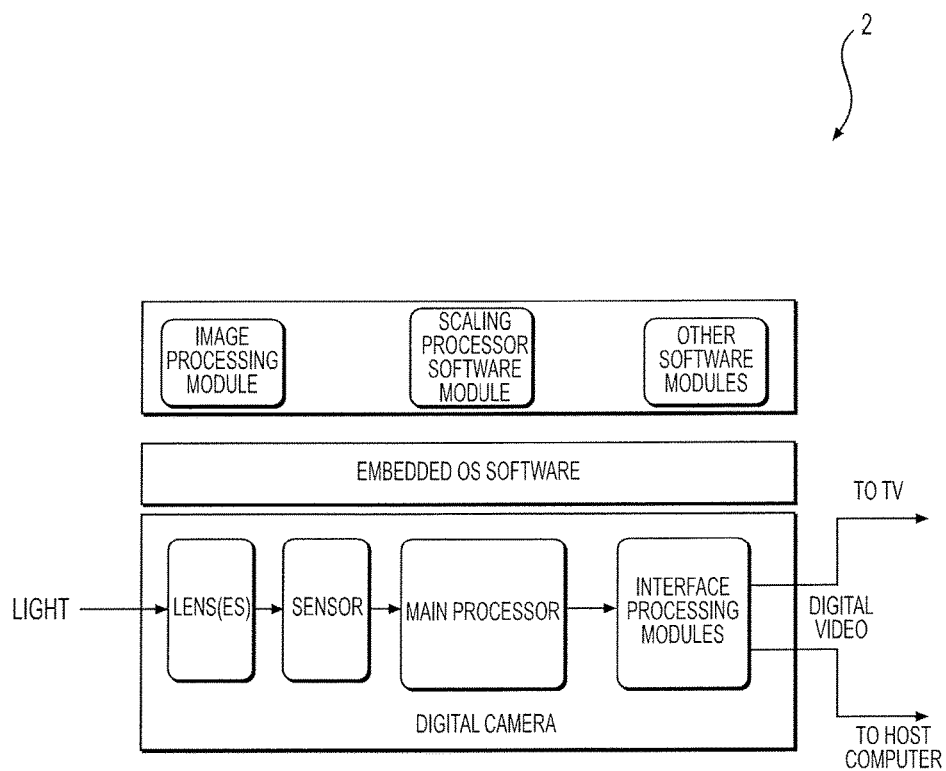 2
IMAGE
PROCESSING
MODULE
SCALING
PROCESSOR
SOFTWARE
MODULE
OTHER
SOFTWARE
MODULES
EMBEDDED OS SOFTWARE
TO TV
LIGHT
LENS(ES)
SENSOR
MAIN PROCESSOR
INTERFACE
PROCESSING
MODULES
DIGITAL
VIDEO
DIGITAL CAMERA
TO HOST
COMPUTER